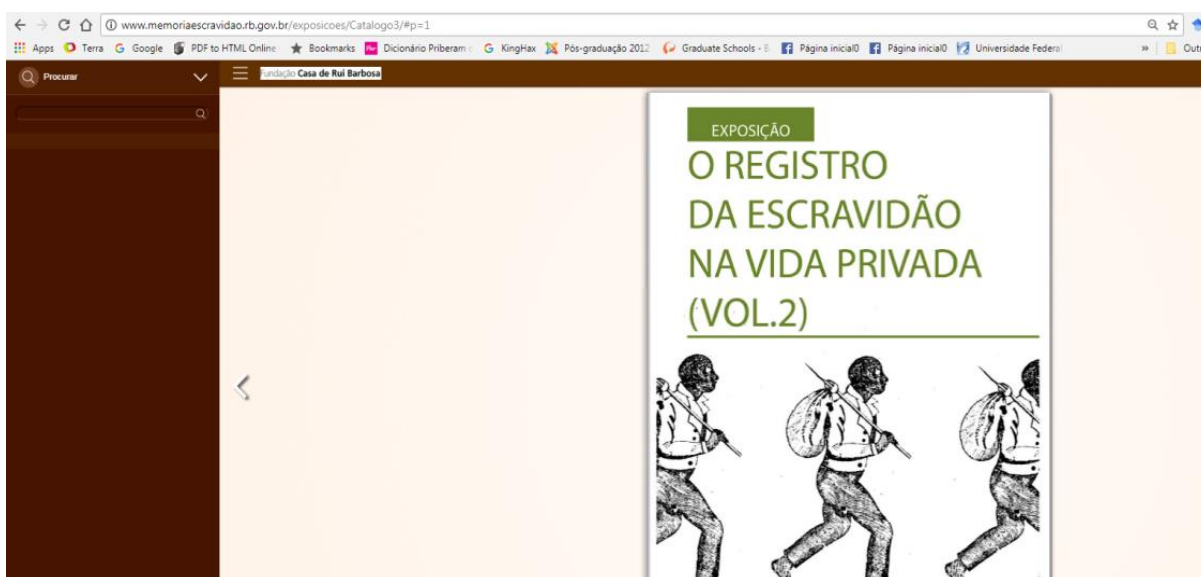 www.memoriaescravidao.rb.gov.br/exposicoes/Catalogo3/#p=1
Apps Terra Google PDF to HTML Online Bookmarks Dicionário Priberam KingHax Pós-graduação 2012 Graduate Schools - Página inicial0 Página inicial0 Universidade Federal » Outr
Procurar
Fundação Casa de Rui Barbosa
EXPOSIÇÃO
O REGISTRO
DA ESCRAVIDÃO
NA VIDA PRIVADA
(VOL.2)